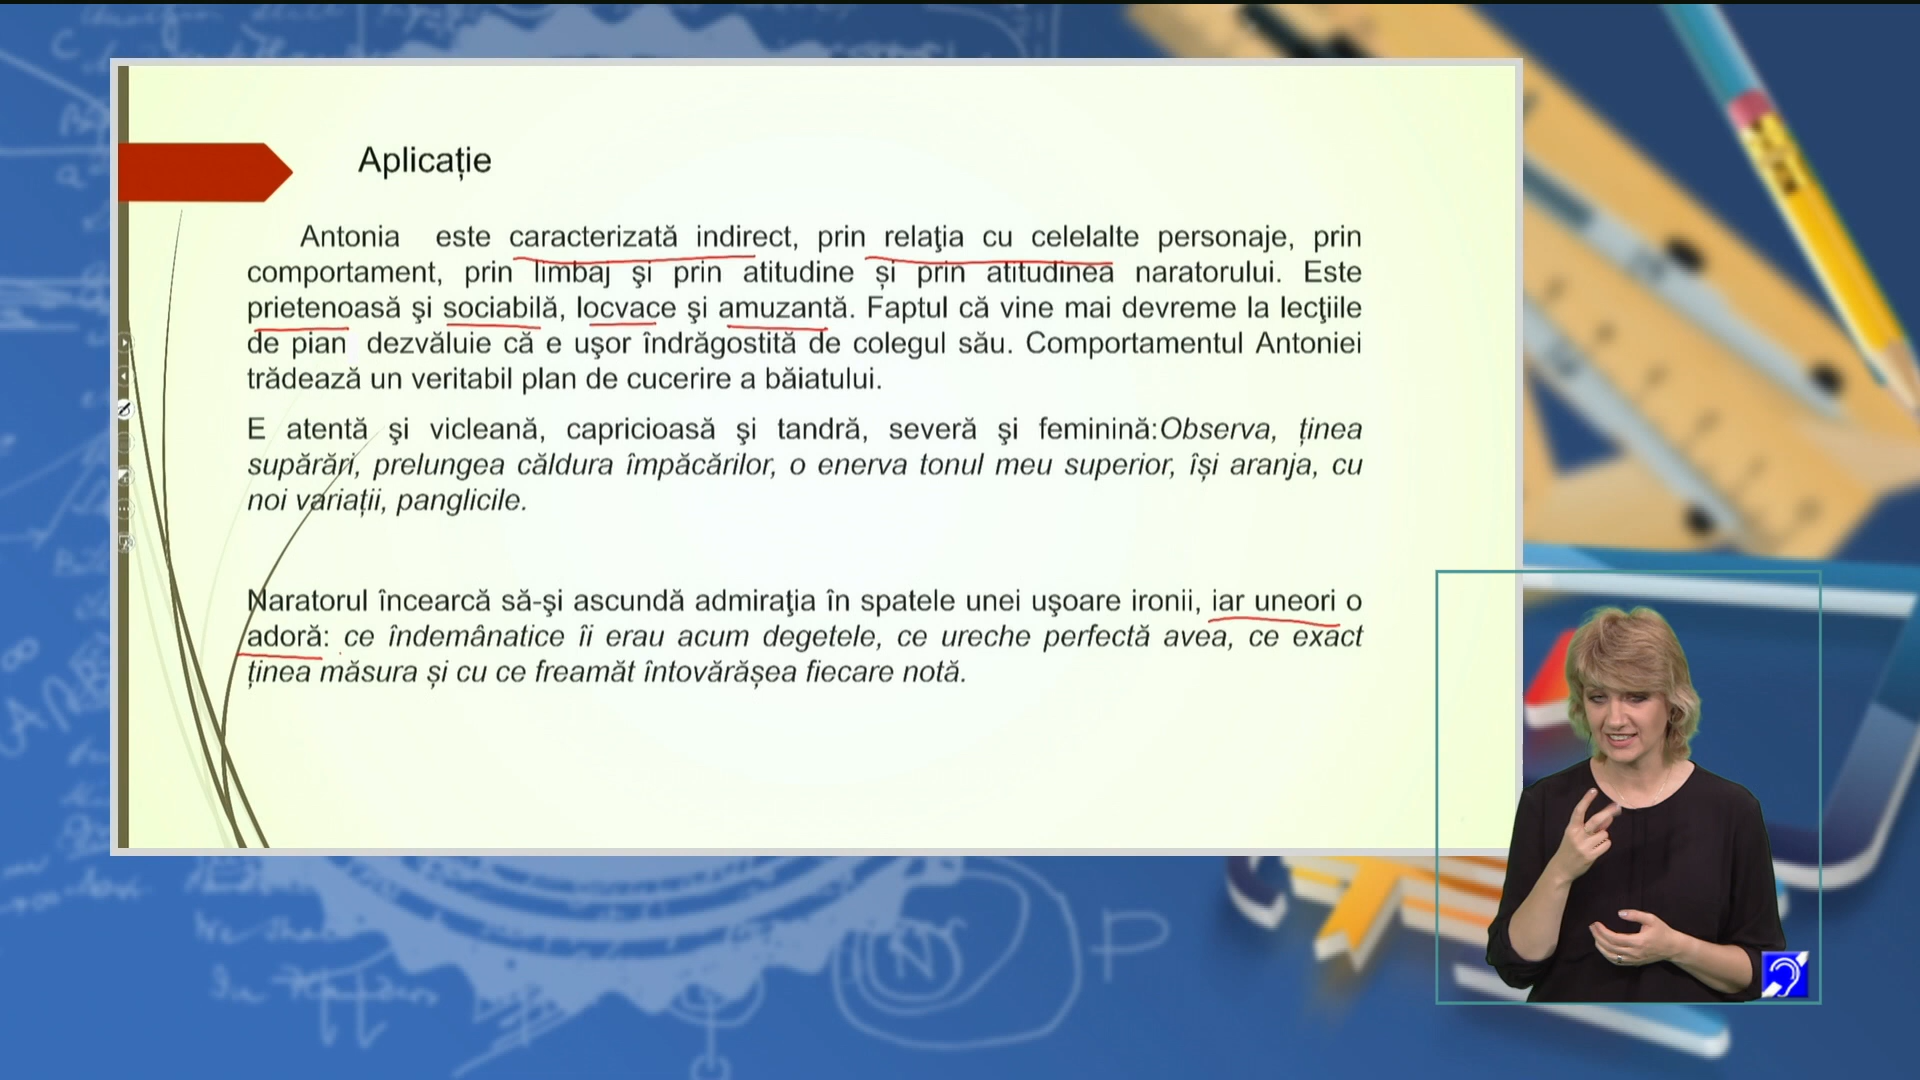 Aplicație
Antonia este caracterizată indirect, prin relaţia cu celelalte personaje, prin
comportament, prin limbaj şi prin atitudine și prin atitudinea naratorului. Este
prietenoasă şi sociabilă, locvace şi amuzantă. Faptul că vine mai devreme la lecţiile
de pian dezvăluie că e uşor îndrăgostită de colegul său. Comportamentul Antoniei
trădează un veritabil plan de cucerire a băiatului.
E atentă şi vicleană, capricioasă şi tandră, severă şi feminină:Observa, ținea
supărări, prelungea căldura împăcărilor, o enerva tonul meu superior, își aranja, cu
noi variații, panglicile.
Naratorul încearcă să-şi ascundă admiraţia în spatele unei uşoare ironii, iar uneori o
adoră: ce îndemânatice îi erau acum degetele, ce ureche perfectă avea, ce exact
ținea măsura și cu ce freamăt întovărășea fiecare notă.
N P